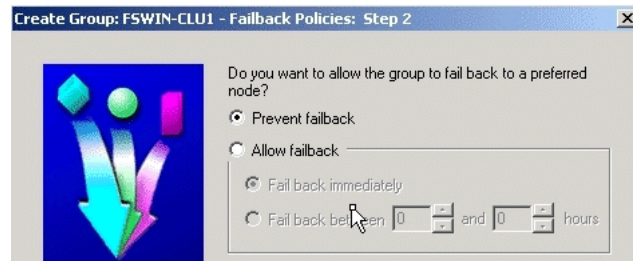 Create Group: FSWIN-CLU1 - Failback Policies: Step 2
Do you want to allow the group to fail back to a preferred
node?
Prevent failback
Allow failback
Fail back immediately
Fail back between 0 and 0 hours